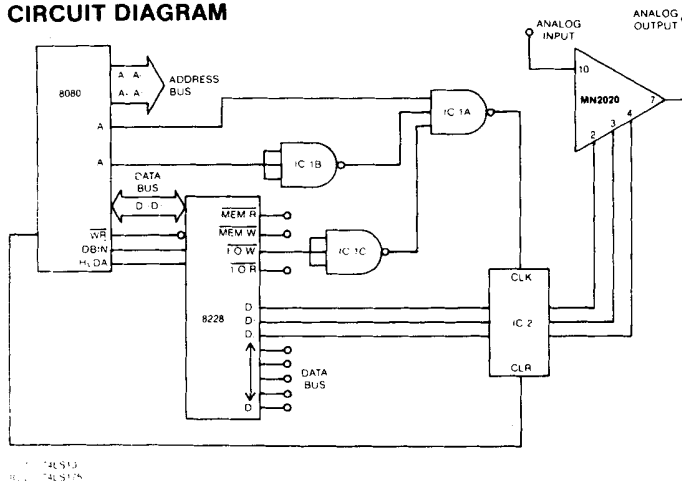 CIRCUIT DIAGRAM
ANALOG INPUT
ANALOG OUTPUT
8080
A A
A A
ADDRESS BUS
A
A
DATA BUS
D D
WR
DBIN
HLDA
IC 1A
IC 1B
IC 1C
10
MN2020
7
2
3
4
MEM R
MEM W
I O W
I O R
8228
D
D
D
D
DATA BUS
CLK
IC 2
CLR